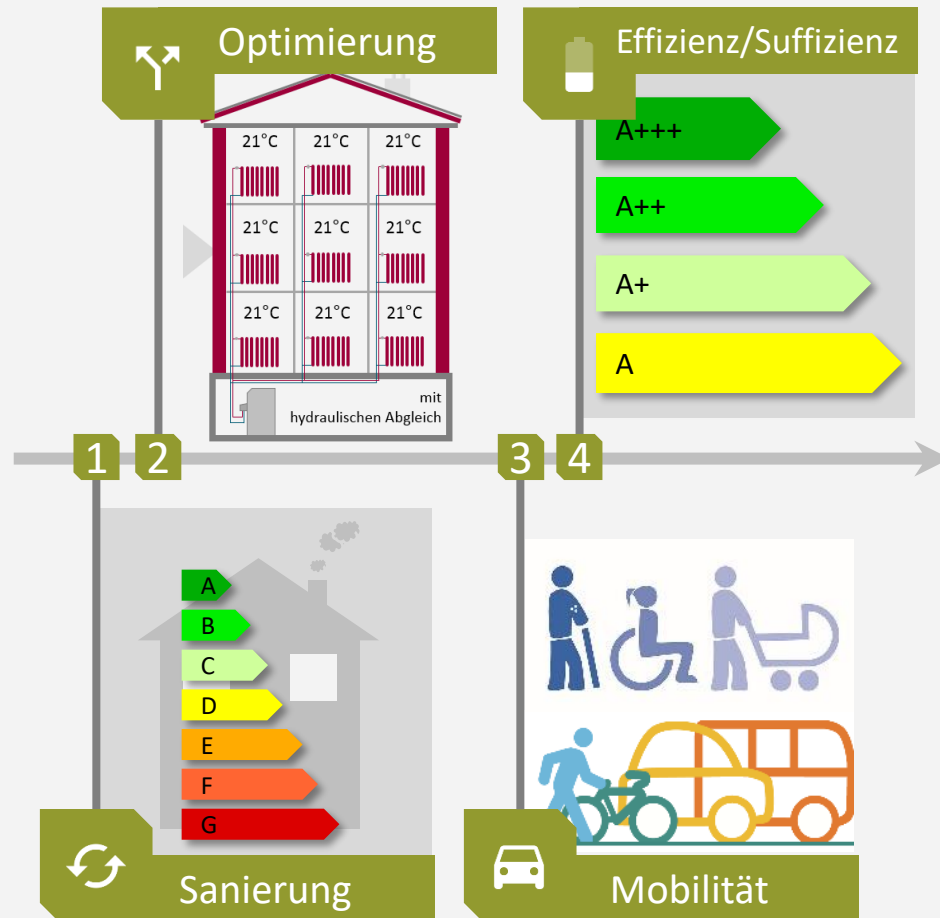 Optimierung
21°C 21°C 21°C
21°C 21°C 21°C
21°C 21°C 21°C
mit
hydraulischen Abgleich
Effizienz/Suffizienz
A+++
A++
A+
A
1 2 3 4
A
B
C
D
E
F
G
Sanierung
Mobilität